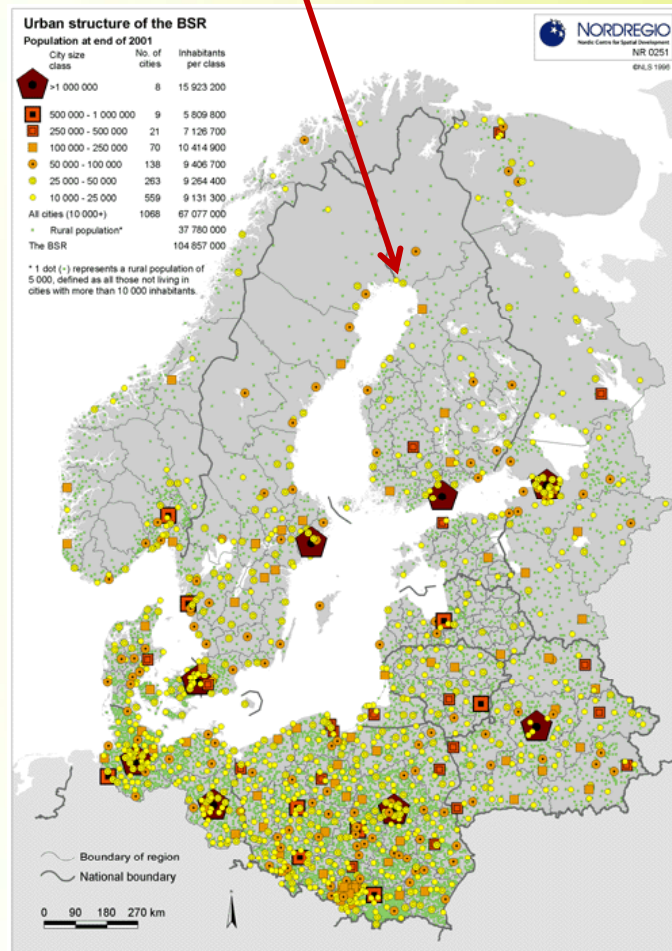 Urban structure of the BSR
Population at end of 2001
City size class No. of cities Inhabitants per class
>1 000 000 8 15 923 200
500 000 - 1 000 000 9 5 809 800
250 000 - 500 000 21 7 126 700
100 000 - 250 000 70 10 414 900
50 000 - 100 000 138 9 406 700
25 000 - 50 000 263 9 264 400
10 000 - 25 000 559 9 131 300
All cities (10 000+) 1068 67 077 000
Rural population* 37 780 000
The BSR 104 857 000
* 1 dot (-) represents a rural population of
5 000, defined as all those not living in
cities with more than 10 000 inhabitants.
NORDREGIO
Nordic Centre for Spatial Development
NR 0251
©NLS 1996
Boundary of region
National boundary
0 90 180 270 km